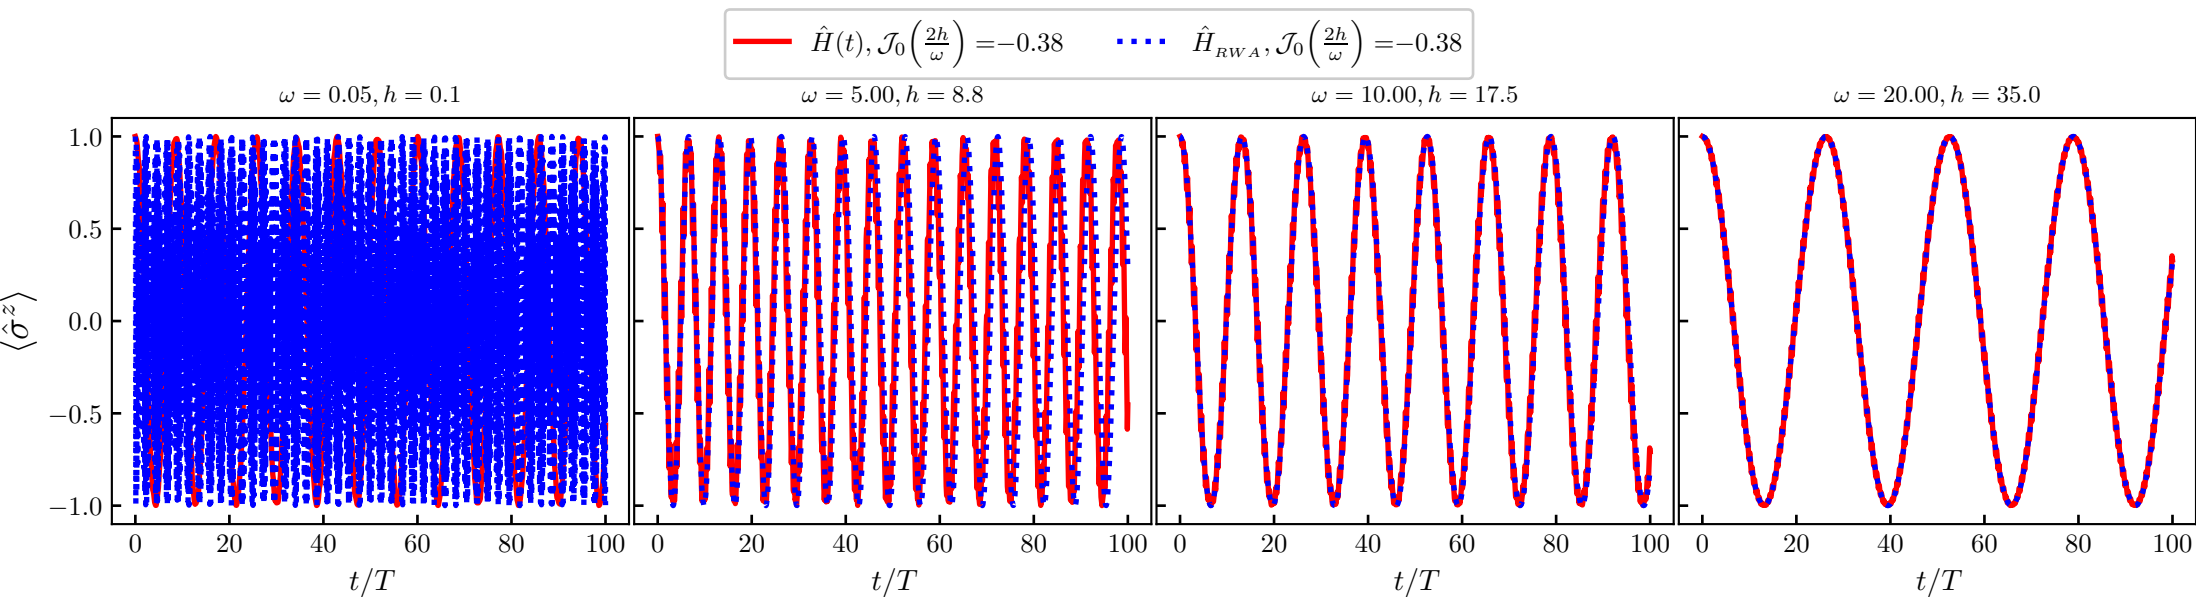 Ĥ(t), 𝒥₀(2h/ω) =−0.38 Ĥ_RWA, 𝒥₀(2h/ω) =−0.38
ω = 0.05, h = 0.1 ω = 5.00, h = 8.8 ω = 10.00, h = 17.5 ω = 20.00, h = 35.0
⟨σ̂ᶻ⟩
1.0
0.5
0.0
−0.5
−1.0
0 20 40 60 80 100 0 20 40 60 80 100 0 20 40 60 80 100 0 20 40 60 80 100
t/T t/T t/T t/T